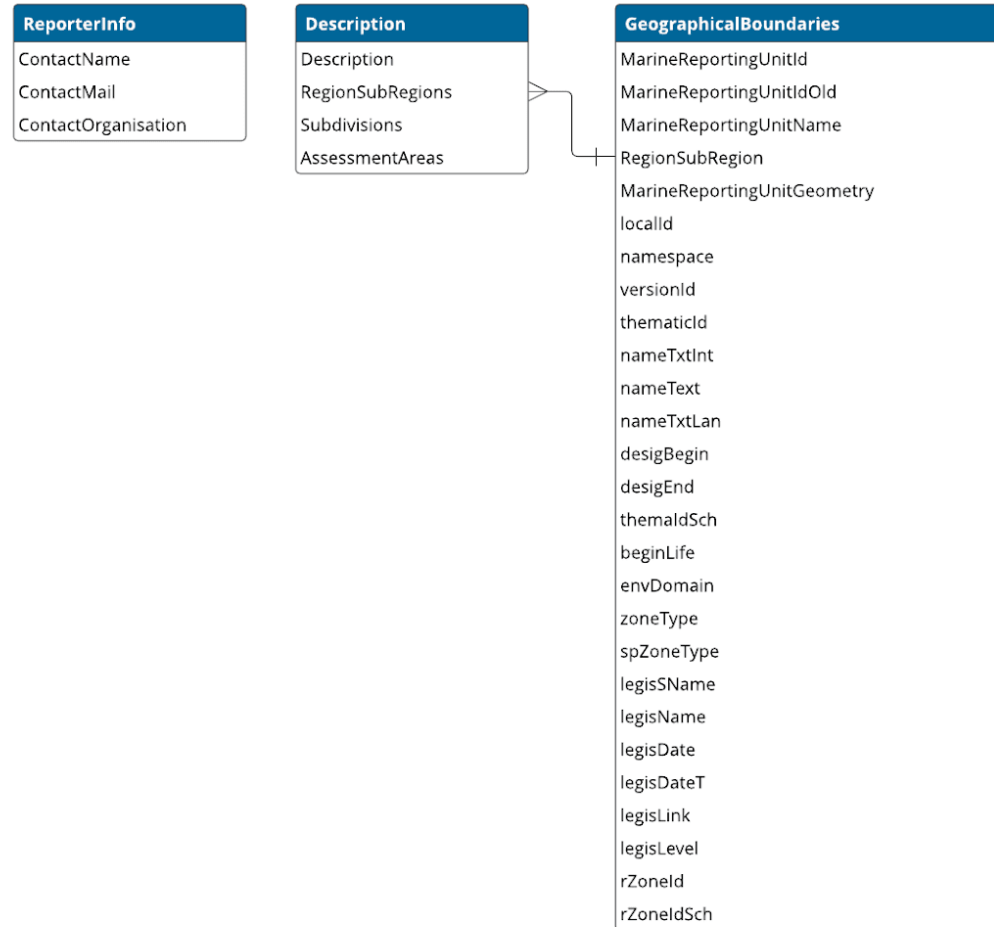 ReporterInfo
ContactName
ContactMail
ContactOrganisation
Description
Description
RegionSubRegions
Subdivisions
AssessmentAreas
GeographicalBoundaries
MarineReportingUnitId
MarineReportingUnitIdOld
MarineReportingUnitName
RegionSubRegion
MarineReportingUnitGeometry
localId
namespace
versionId
thematicId
nameTxtInt
nameText
nameTxtLan
desigBegin
desigEnd
themaIdSch
beginLife
envDomain
zoneType
spZoneType
legisSName
legisName
legisDate
legisDateT
legisLink
legisLevel
rZoneId
rZoneIdSch